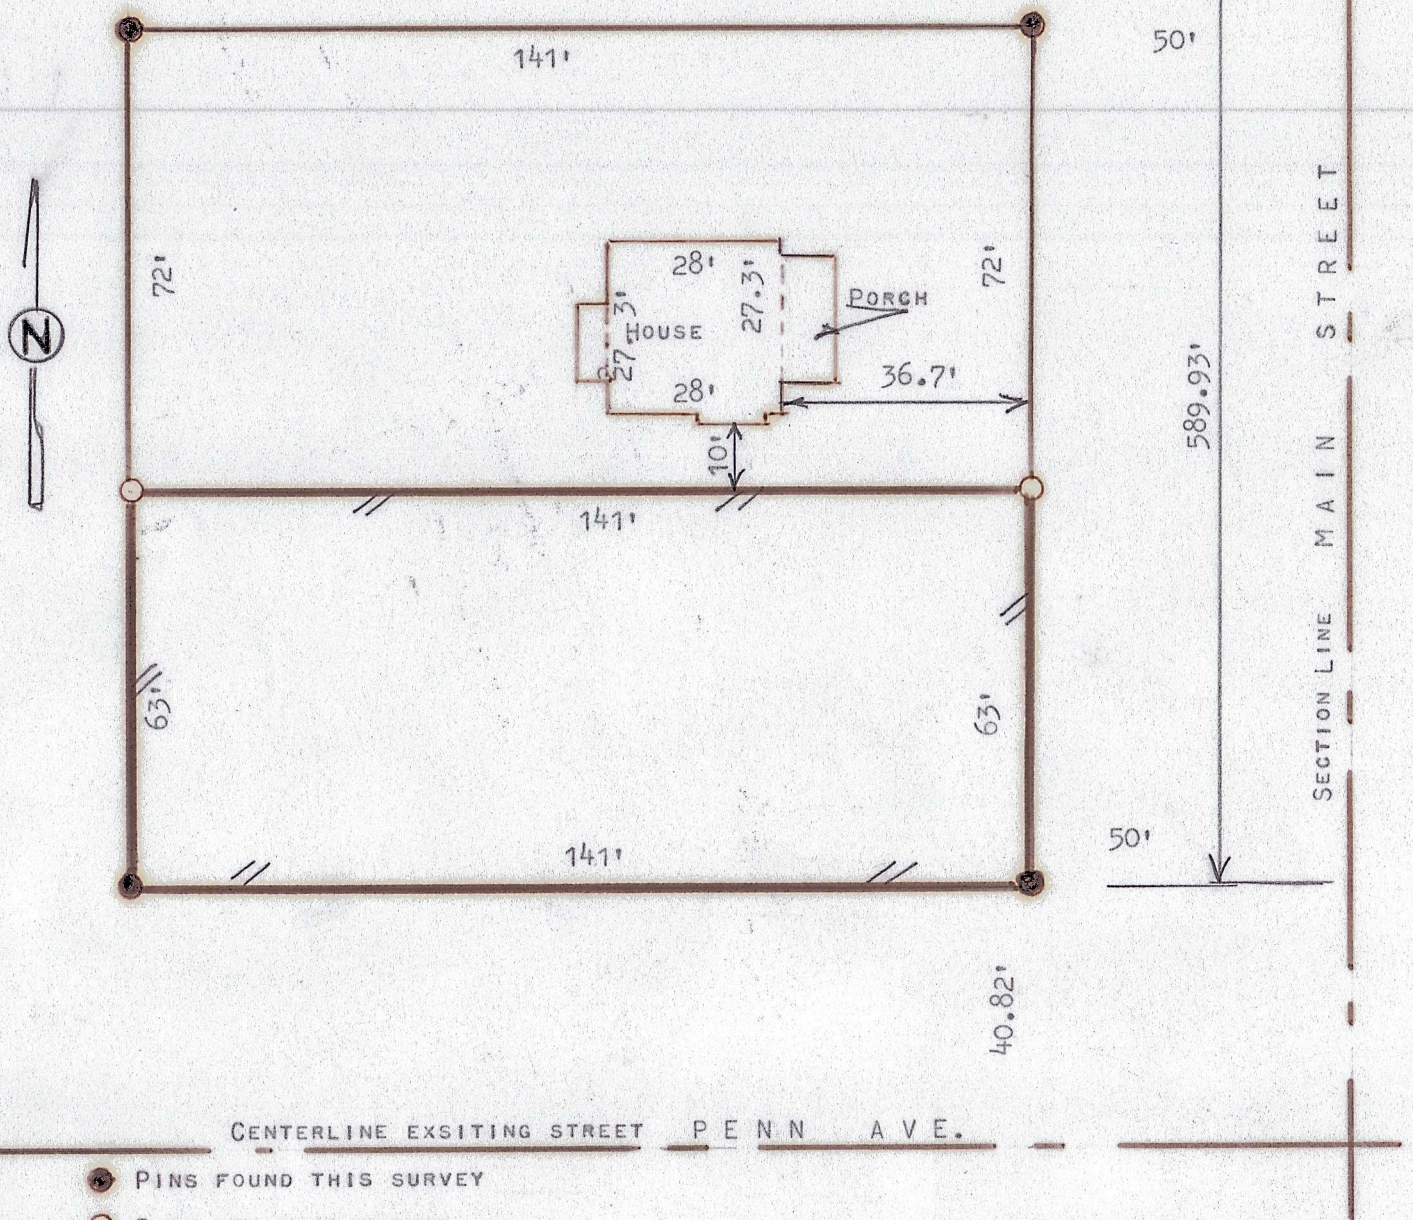 141'
50'
72'
72'
28'
27.3'
27.3'
HOUSE
PORCH
28'
36.7'
10'
N
589.93'
SECTION LINE MAIN STREET
141'
63'
63'
141'
50'
40.82'
CENTERLINE EXSITING STREET PENN AVE.
PINS FOUND THIS SURVEY